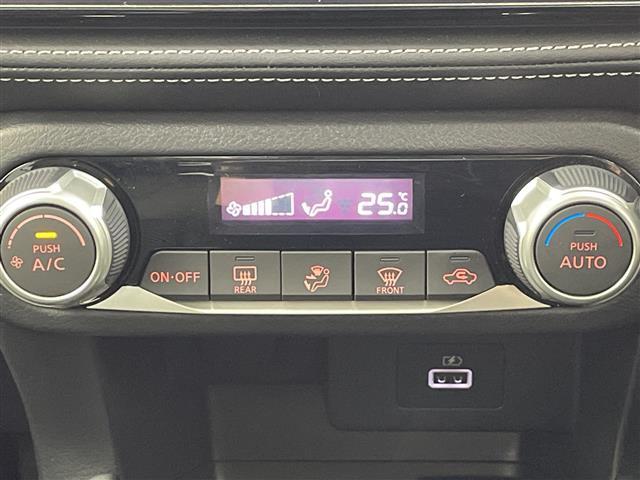 25.0 °C
PUSH
A/C
ON•OFF
REAR
FRONT
PUSH
AUTO